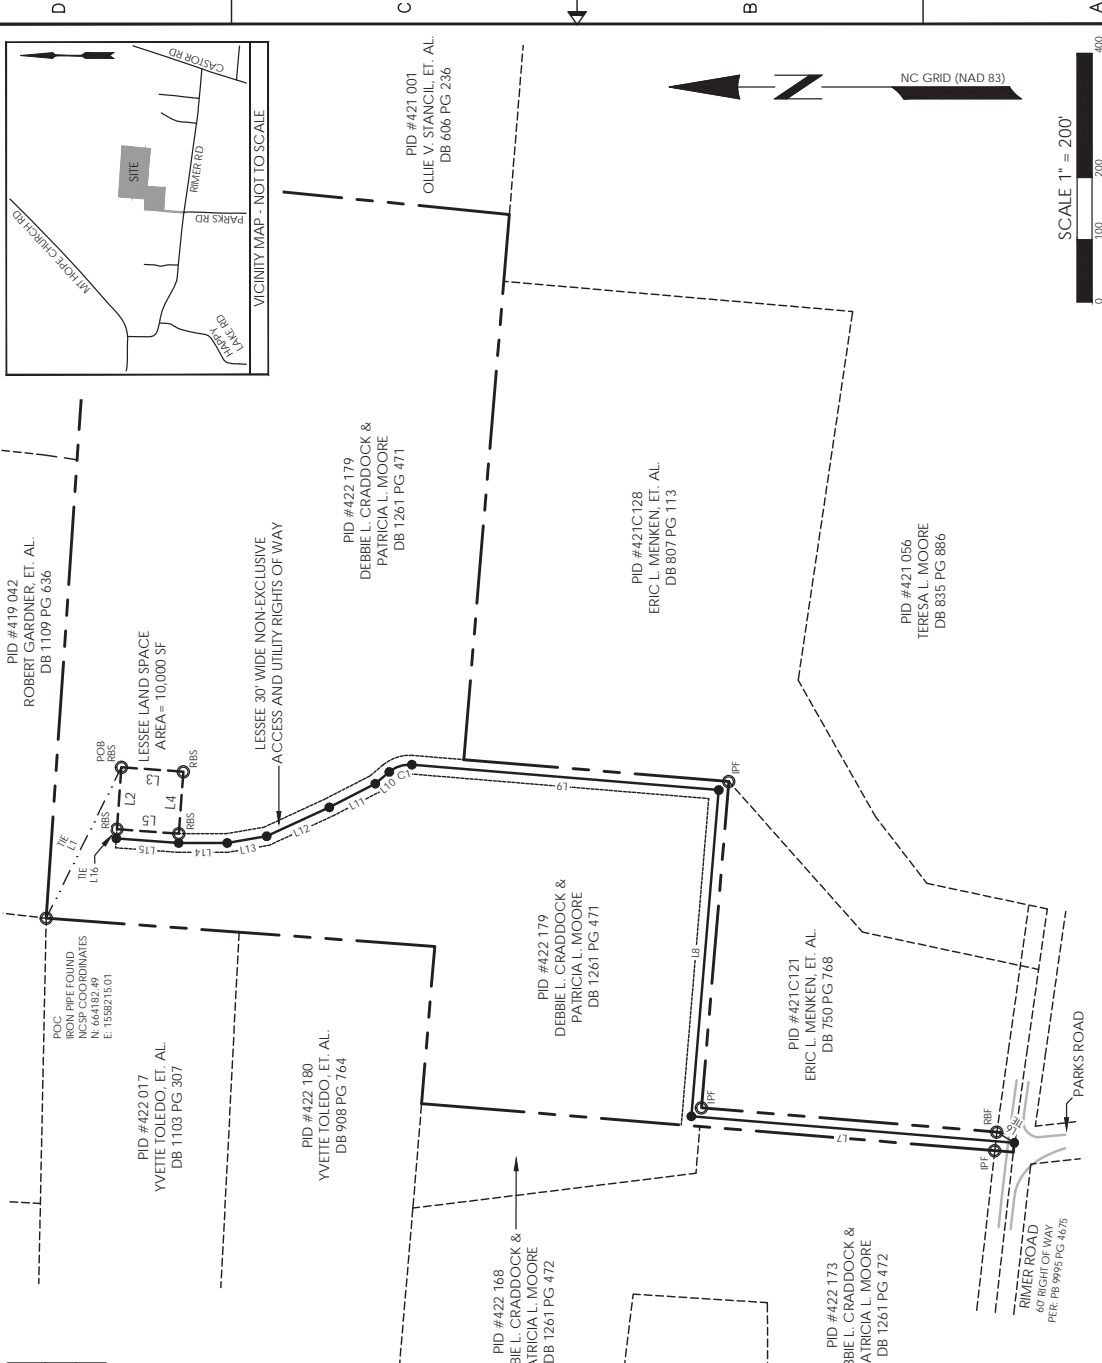 D
C
B
A
CASTOR RD
SITE
RIMER RD
PARKS RD
MT HOPE CHURCH RD
HAPPY
LAKE RD
VICINITY MAP - NOT TO SCALE
PID #421 001
OLLIE V. STANCIL, ET. AL.
DB 606 PG 236
NC GRID (NAD 83)
N
SCALE 1" = 200'
0
100
200
400
PID #419 042
ROBERT GARDNER, ET. AL.
DB 1109 PG 636
PID #422 179
DEBBIE L. CRADDOCK &
PATRICIA L. MOORE
DB 1261 PG 471
LESSEE LAND SPACE
AREA= 10,000 SF
LESSEE 30' WIDE NON-EXCLUSIVE
ACCESS AND UTILITY RIGHTS OF WAY
PID #421C128
ERIC L. MENKEN, ET. AL.
DB 807 PG 113
PID #421 056
TERESA L. MOORE
DB 835 PG 886
POB
RBS
RBS
RBS
RBS
TIE
L1
L2
L3
L4
L5
TIE
L16
L15
L14
L13
L12
L11
L10
C1
L9
IPF
L8
IPF
L7
RBF
TIE
L6
IPF
POC
IRON PIPE FOUND
NCSP COORDINATES
N: 664182.49
E: 1558215.01
PID #422 017
YVETTE TOLEDO, ET. AL.
DB 1103 PG 307
PID #422 180
YVETTE TOLEDO, ET. AL.
DB 908 PG 764
PID #422 179
DEBBIE L. CRADDOCK &
PATRICIA L. MOORE
DB 1261 PG 471
PID #421C121
ERIC L. MENKEN, ET. AL.
DB 750 PG 768
PARKS ROAD
PID #422 168
BIE L. CRADDOCK &
ATRICIA L. MOORE
DB 1261 PG 472
PID #422 173
BBIE L. CRADDOCK &
ATRICIA L. MOORE
DB 1261 PG 472
RIMER ROAD
60' RIGHT OF WAY
PER: PB 9995 PG 4675